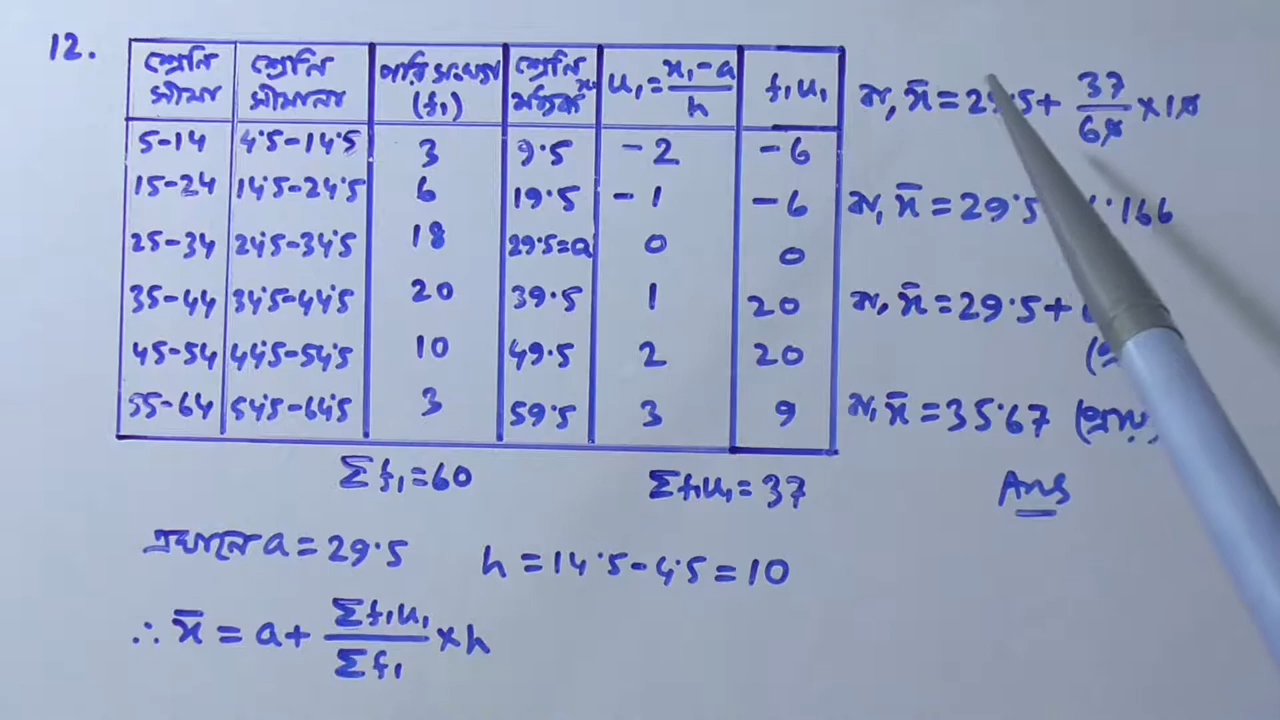 12.
শ্রেনি সীমা | শ্রেনি সীমানা | পরিসংখ্যা (f₁) | শ্রেনি মধ্যক x₁ | u₁ = (x₁-a)/h | f₁u₁
5-14 | 4.5-14.5 | 3 | 9.5 | -2 | -6
15-24 | 14.5-24.5 | 6 | 19.5 | -1 | -6
25-34 | 24.5-34.5 | 18 | 29.5=a | 0 | 0
35-44 | 34.5-44.5 | 20 | 39.5 | 1 | 20
45-54 | 44.5-54.5 | 10 | 49.5 | 2 | 20
55-64 | 54.5-64.5 | 3 | 59.5 | 3 | 9
Σf₁=60 Σf₁u₁=37
এখানে a=29.5 h=14.5-4.5=10
∴ x̄ = a+ Σf₁u₁/Σf₁ ×h
বা, x̄ = 29.5+ 37/60 ×10
বা, x̄ = 29.5 .166
বা, x̄ = 29.5+
বা, x̄ = 35.67 (প্রায়)
Ans